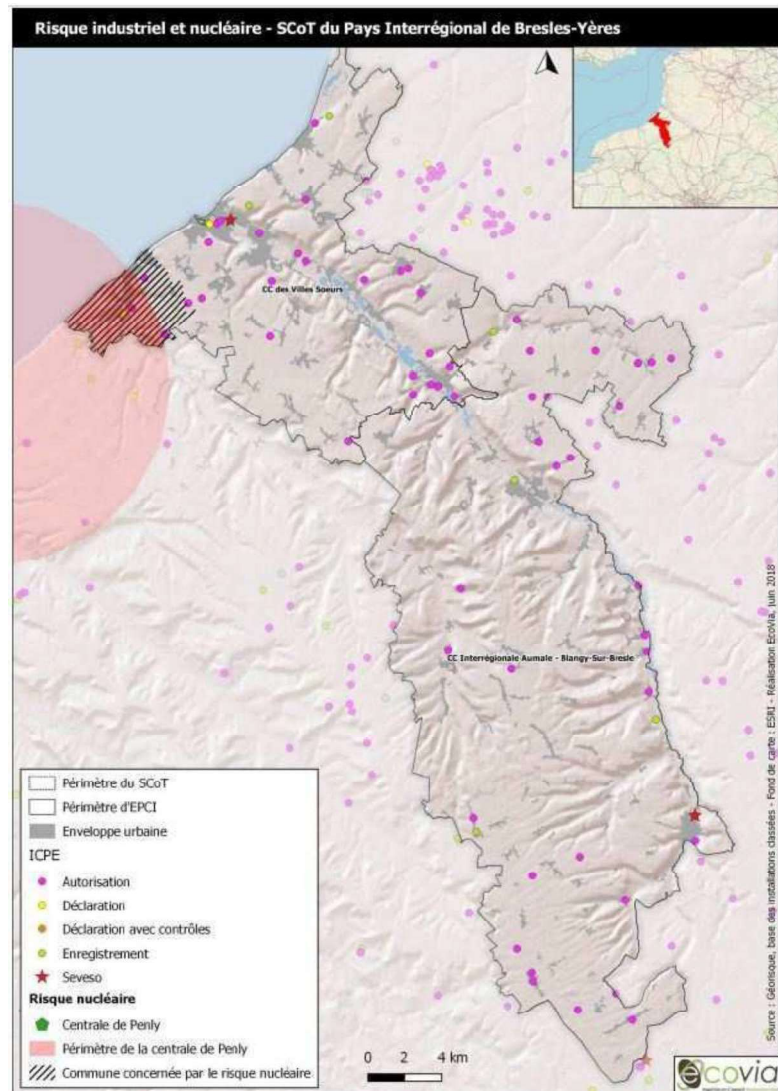 Risque industriel et nucléaire - SCoT du Pays Interrégional de Bresles-Yères
CC des Villes Soeurs
CC Interrégionale Aumale - Blangy-Sur-Bresle
Périmètre du SCoT
Périmètre d'EPCI
Enveloppe urbaine
ICPE
Autorisation
Déclaration
Déclaration avec contrôles
Enregistrement
Seveso
Risque nucléaire
Centrale de Penly
Périmètre de la centrale de Penly
Commune concernée par le risque nucléaire
0 2 4 km
Source : Géorisque, base des installations classées - Fond de carte : ESRI - Réalisation EcoVia, Juin 2018
écovia